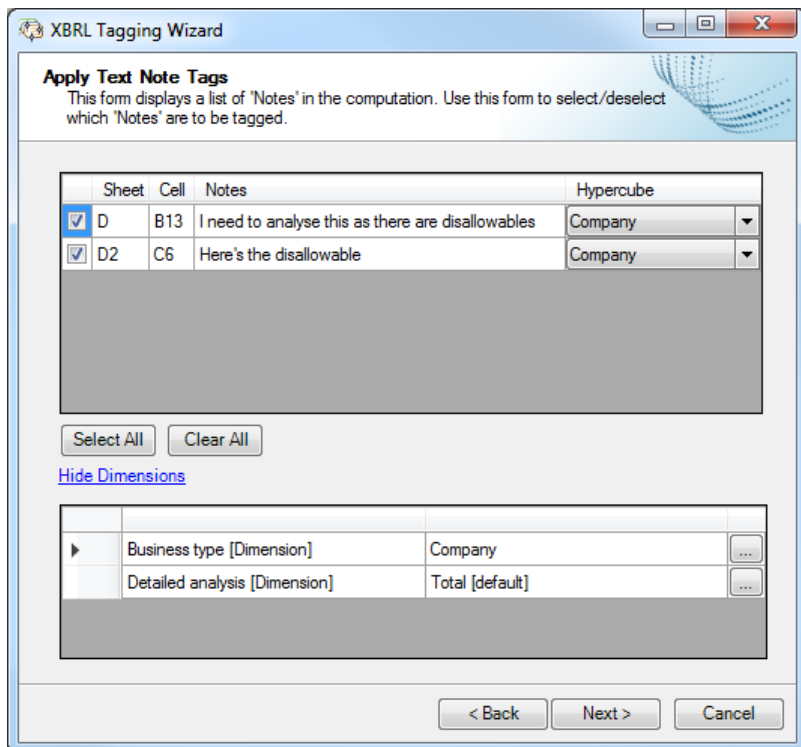 XBRL Tagging Wizard
Apply Text Note Tags
This form displays a list of 'Notes' in the computation. Use this form to select/deselect
which 'Notes' are to be tagged.
Sheet Cell Notes Hypercube
D B13 I need to analyse this as there are disallowables Company
D2 C6 Here's the disallowable Company
Select All Clear All
Hide Dimensions
Business type [Dimension] Company ...
Detailed analysis [Dimension] Total [default] ...
< Back Next > Cancel